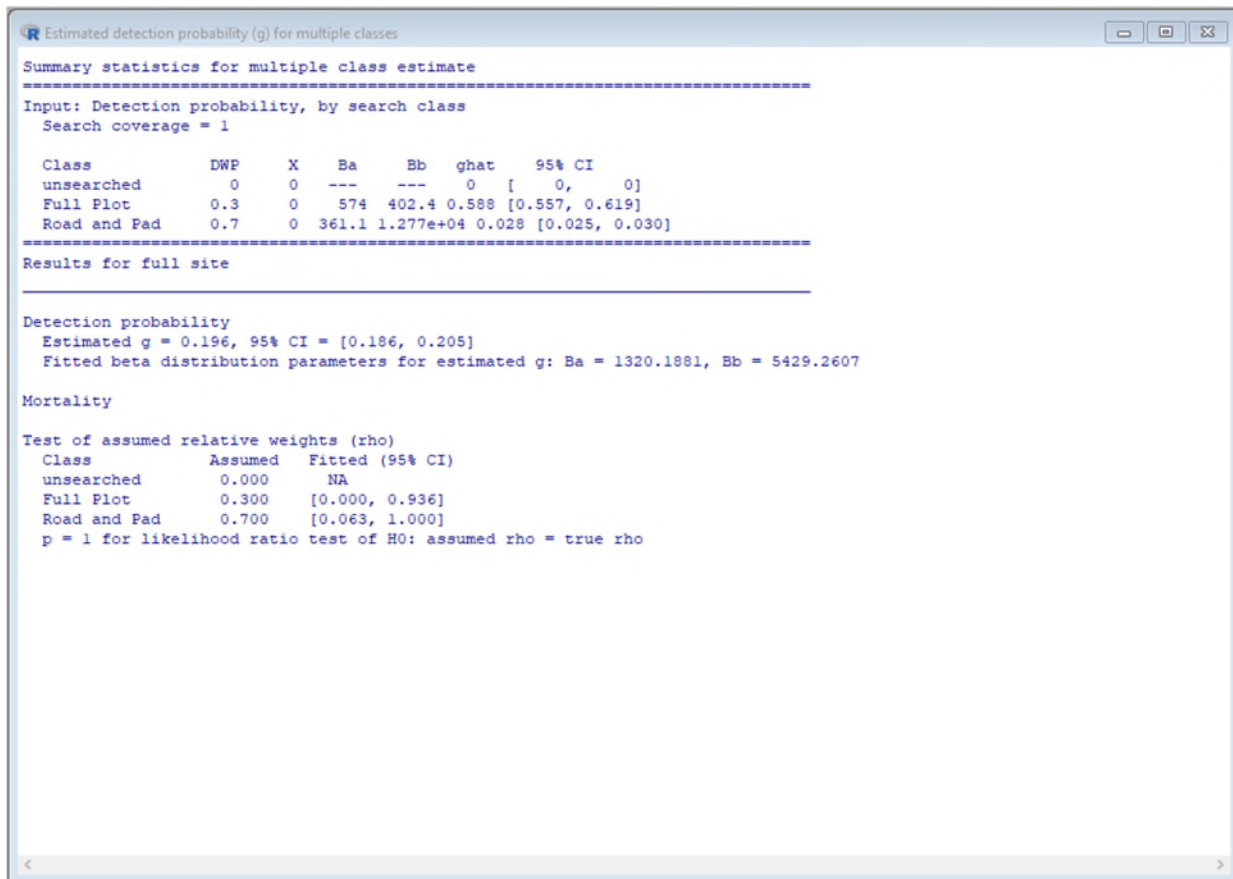 Estimated detection probability (g) for multiple classes
Summary statistics for multiple class estimate
================================================================================
Input: Detection probability, by search class
Search coverage = 1
Class DWP X Ba Bb ghat 95% CI
unsearched 0 0 --- --- 0 [ 0, 0]
Full Plot 0.3 0 574 402.4 0.588 [0.557, 0.619]
Road and Pad 0.7 0 361.1 1.277e+04 0.028 [0.025, 0.030]
================================================================================
Results for full site
________________________________________________________________________________
Detection probability
Estimated g = 0.196, 95% CI = [0.186, 0.205]
Fitted beta distribution parameters for estimated g: Ba = 1320.1881, Bb = 5429.2607
Mortality
Test of assumed relative weights (rho)
Class Assumed Fitted (95% CI)
unsearched 0.000 NA
Full Plot 0.300 [0.000, 0.936]
Road and Pad 0.700 [0.063, 1.000]
p = 1 for likelihood ratio test of H0: assumed rho = true rho